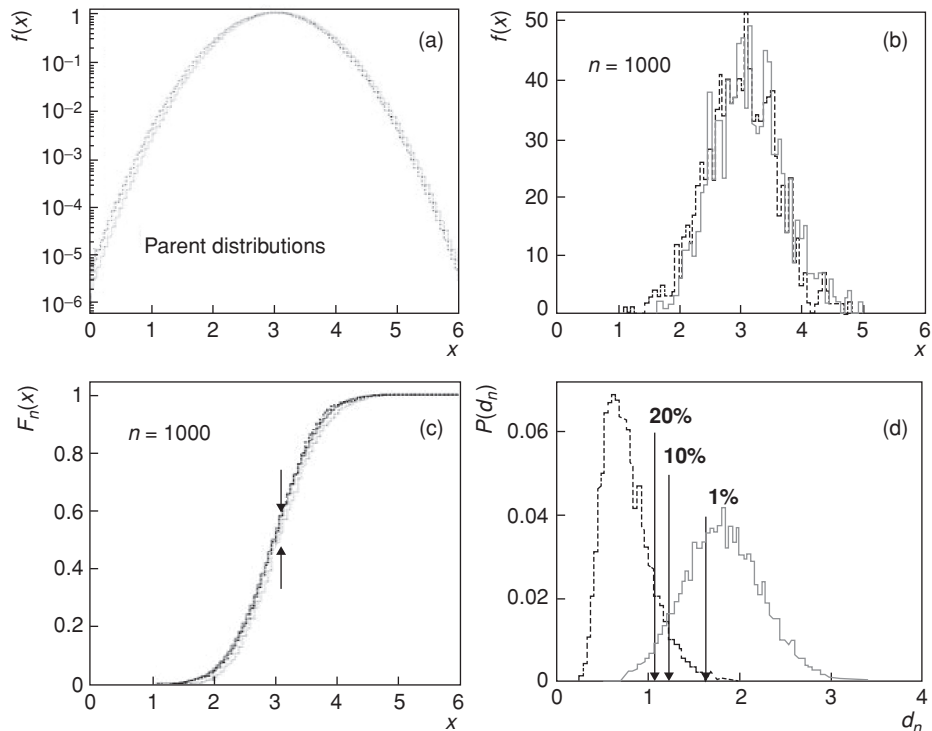 f(x)
1
10⁻¹
10⁻²
10⁻³
10⁻⁴
10⁻⁵
10⁻⁶
(a)
Parent distributions
0 1 2 3 4 5 6
x
f(x)
50
40
30
20
10
0
(b)
n = 1000
0 1 2 3 4 5 6
x
Fₙ(x)
1
0.8
0.6
0.4
0.2
0
(c)
n = 1000
0 1 2 3 4 5 6
x
P(dₙ)
0.06
0.04
0.02
0
(d)
20%
10%
1%
0 1 2 3 4
dₙ